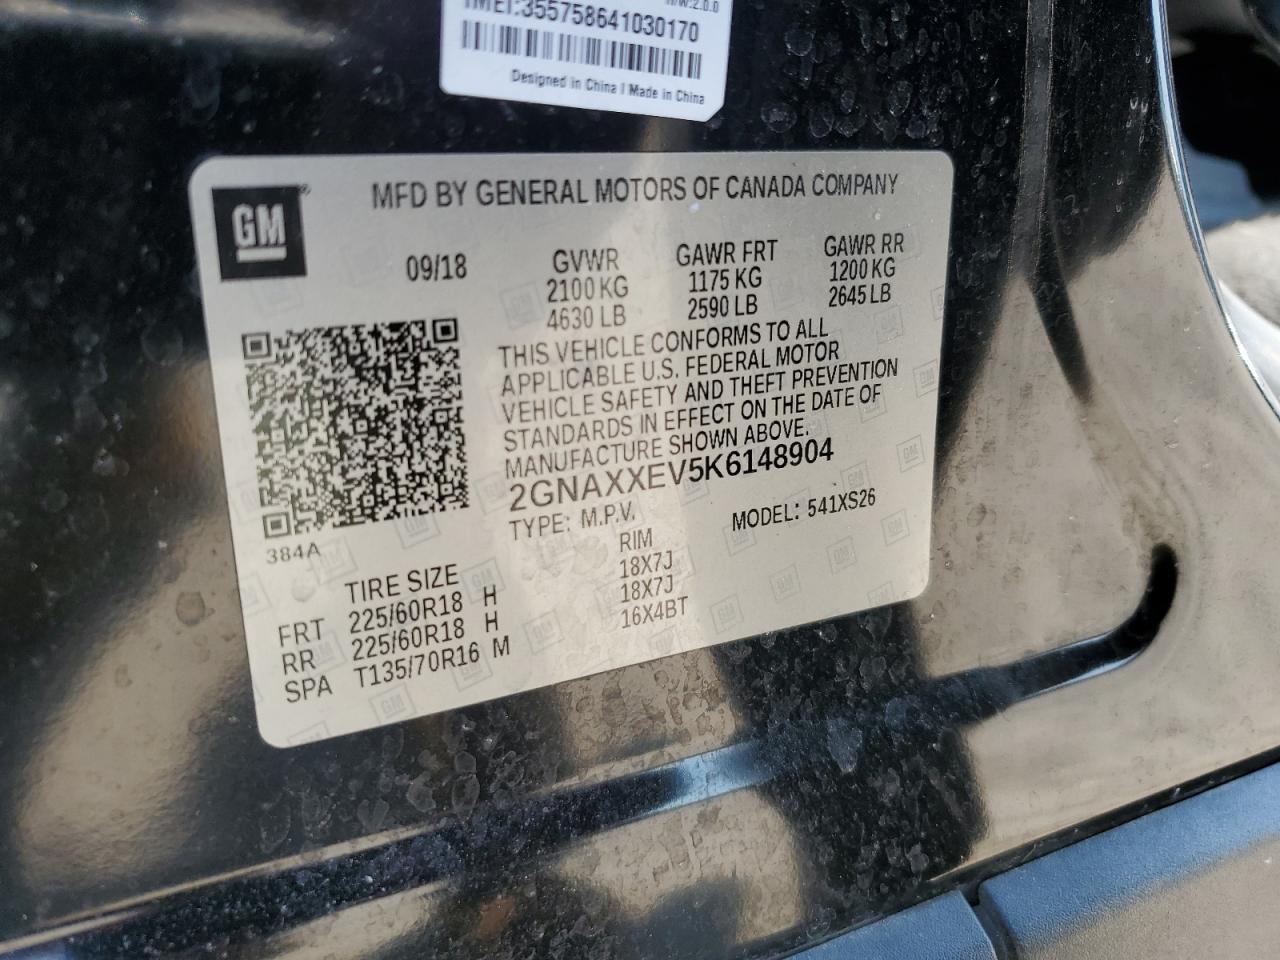 H/W:2.0.0
IMEI:355758641030170
Designed in China | Made in China
GM
MFD BY GENERAL MOTORS OF CANADA COMPANY
09/18 GVWR GAWR FRT GAWR RR
2100 KG 1175 KG 1200 KG
4630 LB 2590 LB 2645 LB
THIS VEHICLE CONFORMS TO ALL
APPLICABLE U.S. FEDERAL MOTOR
VEHICLE SAFETY AND THEFT PREVENTION
STANDARDS IN EFFECT ON THE DATE OF
MANUFACTURE SHOWN ABOVE.
2GNAXXEV5K6148904
TYPE: M.P.V. MODEL: 541XS26
384A
TIRE SIZE RIM
FRT 225/60R18 H 18X7J
RR 225/60R18 H 18X7J
SPA T135/70R16 M 16X4BT